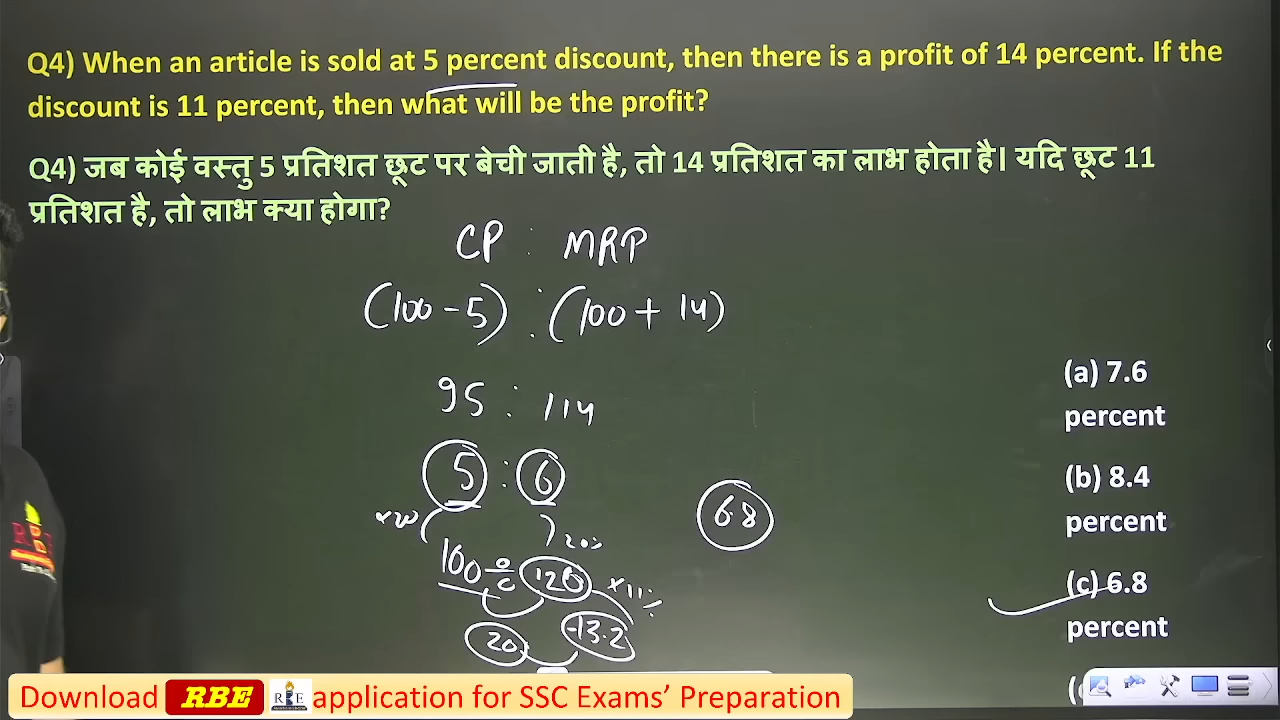 Q4) When an article is sold at 5 percent discount, then there is a profit of 14 percent. If the
discount is 11 percent, then what will be the profit?
Q4) जब कोई वस्तु 5 प्रतिशत छूट पर बेची जाती है, तो 14 प्रतिशत का लाभ होता है। यदि छूट 11
प्रतिशत है, तो लाभ क्या होगा?
CP : MRP
(100 - 5) : (100 + 14)
95 : 114
5 : 6
×20 20%
100 120 ×11%
20 -13.2
6.8
(a) 7.6
percent
(b) 8.4
percent
(c) 6.8
percent
(
Download RBE RBE application for SSC Exams' Preparation